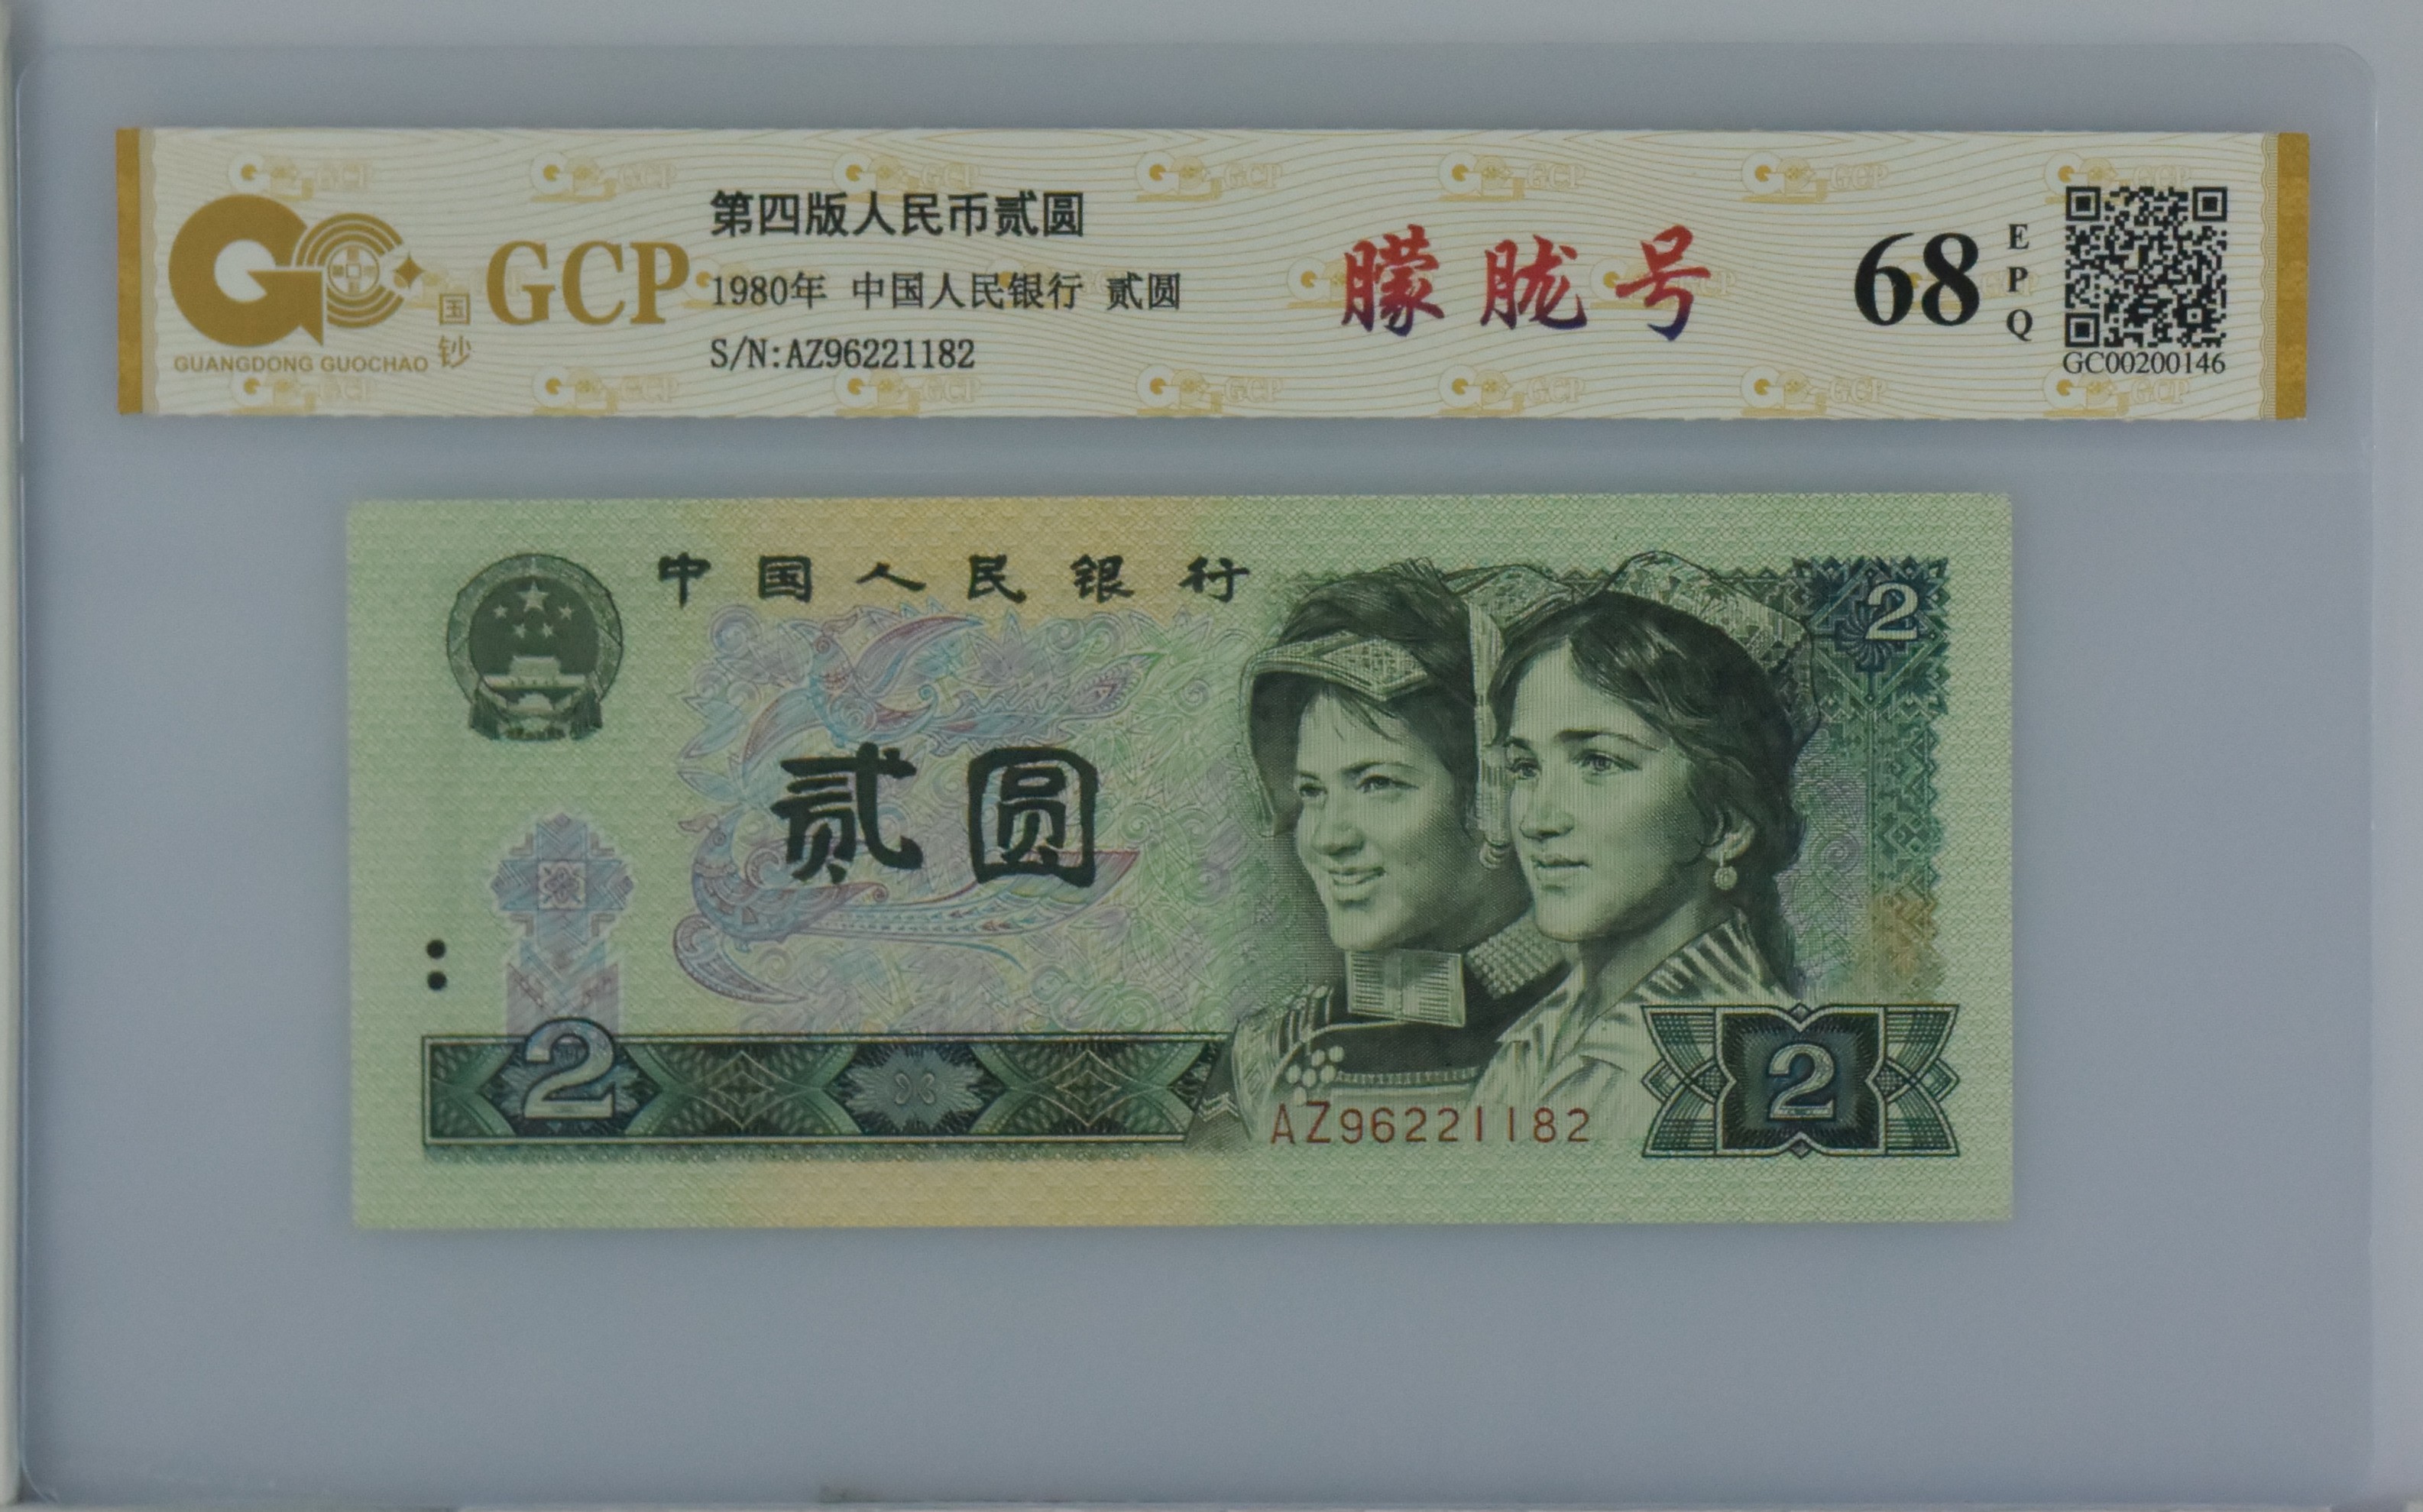 GCP
国钞
GUANGDONG GUOCHAO
第四版人民币贰圆
1980年 中国人民银行 贰圆
S/N:AZ96221182
朦胧号
68
EPQ
GC00200146
中国人民银行
2
贰圆
2
AZ96221182
2